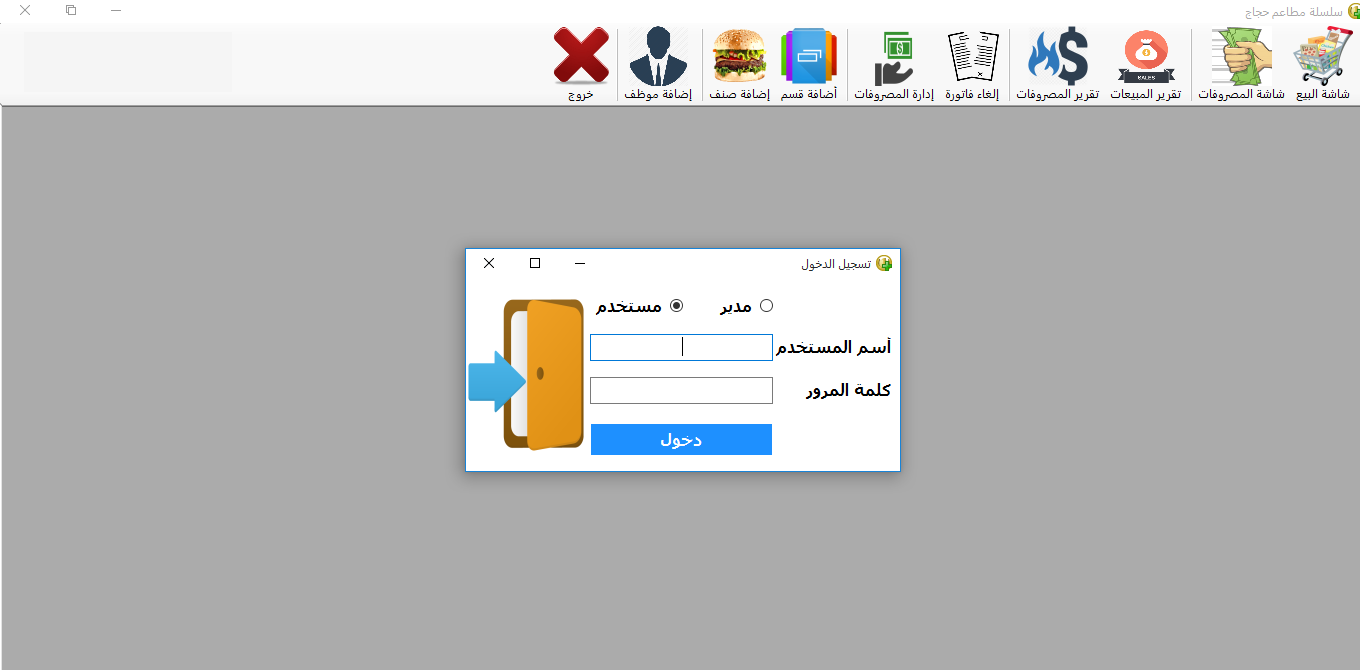 سلسلة مطاعم حجاج
شاشة البيع
شاشة المصروفات
SALES
تقرير المبيعات
تقرير المصروفات
إلغاء فاتورة
إدارة المصروفات
أضافة قسم
إضافة صنف
إضافة موظف
خروج
تسجيل الدخول
مدير
مستخدم
أسم المستخدم
كلمة المرور
دخول